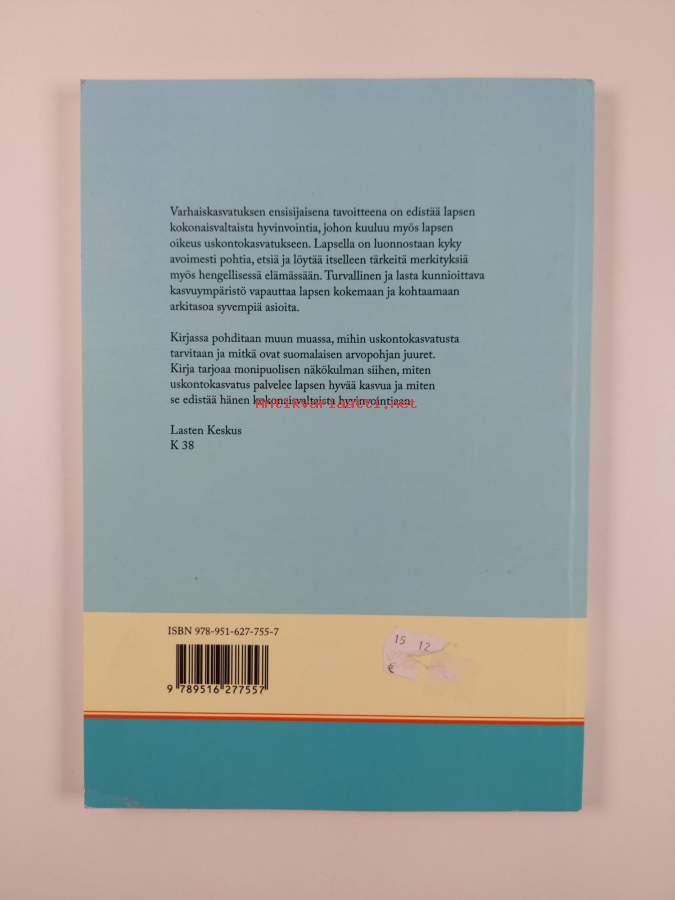 Varhaiskasvatuksen ensisijaisena tavoitteena on edistää lapsen
kokonaisvaltaista hyvinvointia, johon kuuluu myös lapsen
oikeus uskontokasvatukseen. Lapsella on luonnostaan kyky
avoimesti pohtia, etsiä ja löytää itselleen tärkeitä merkityksiä
myös hengellisessä elämässään. Turvallinen ja lasta kunnioittava
kasvuympäristö vapauttaa lapsen kokemaan ja kohtaamaan
arkitasoa syvempiä asioita.
Kirjassa pohditaan muun muassa, mihin uskontokasvatusta
tarvitaan ja mitkä ovat suomalaisen arvopohjan juuret.
Kirja tarjoaa monipuolisen näkökulman siihen, miten
uskontokasvatus palvelee lapsen hyvää kasvua ja miten
se edistää hänen kokonaisvaltaista hyvinvointiaan.
Antikvariaatti.net
Lasten Keskus
K 38
ISBN 978-951-627-755-7
9 789516 277557
15 12
€